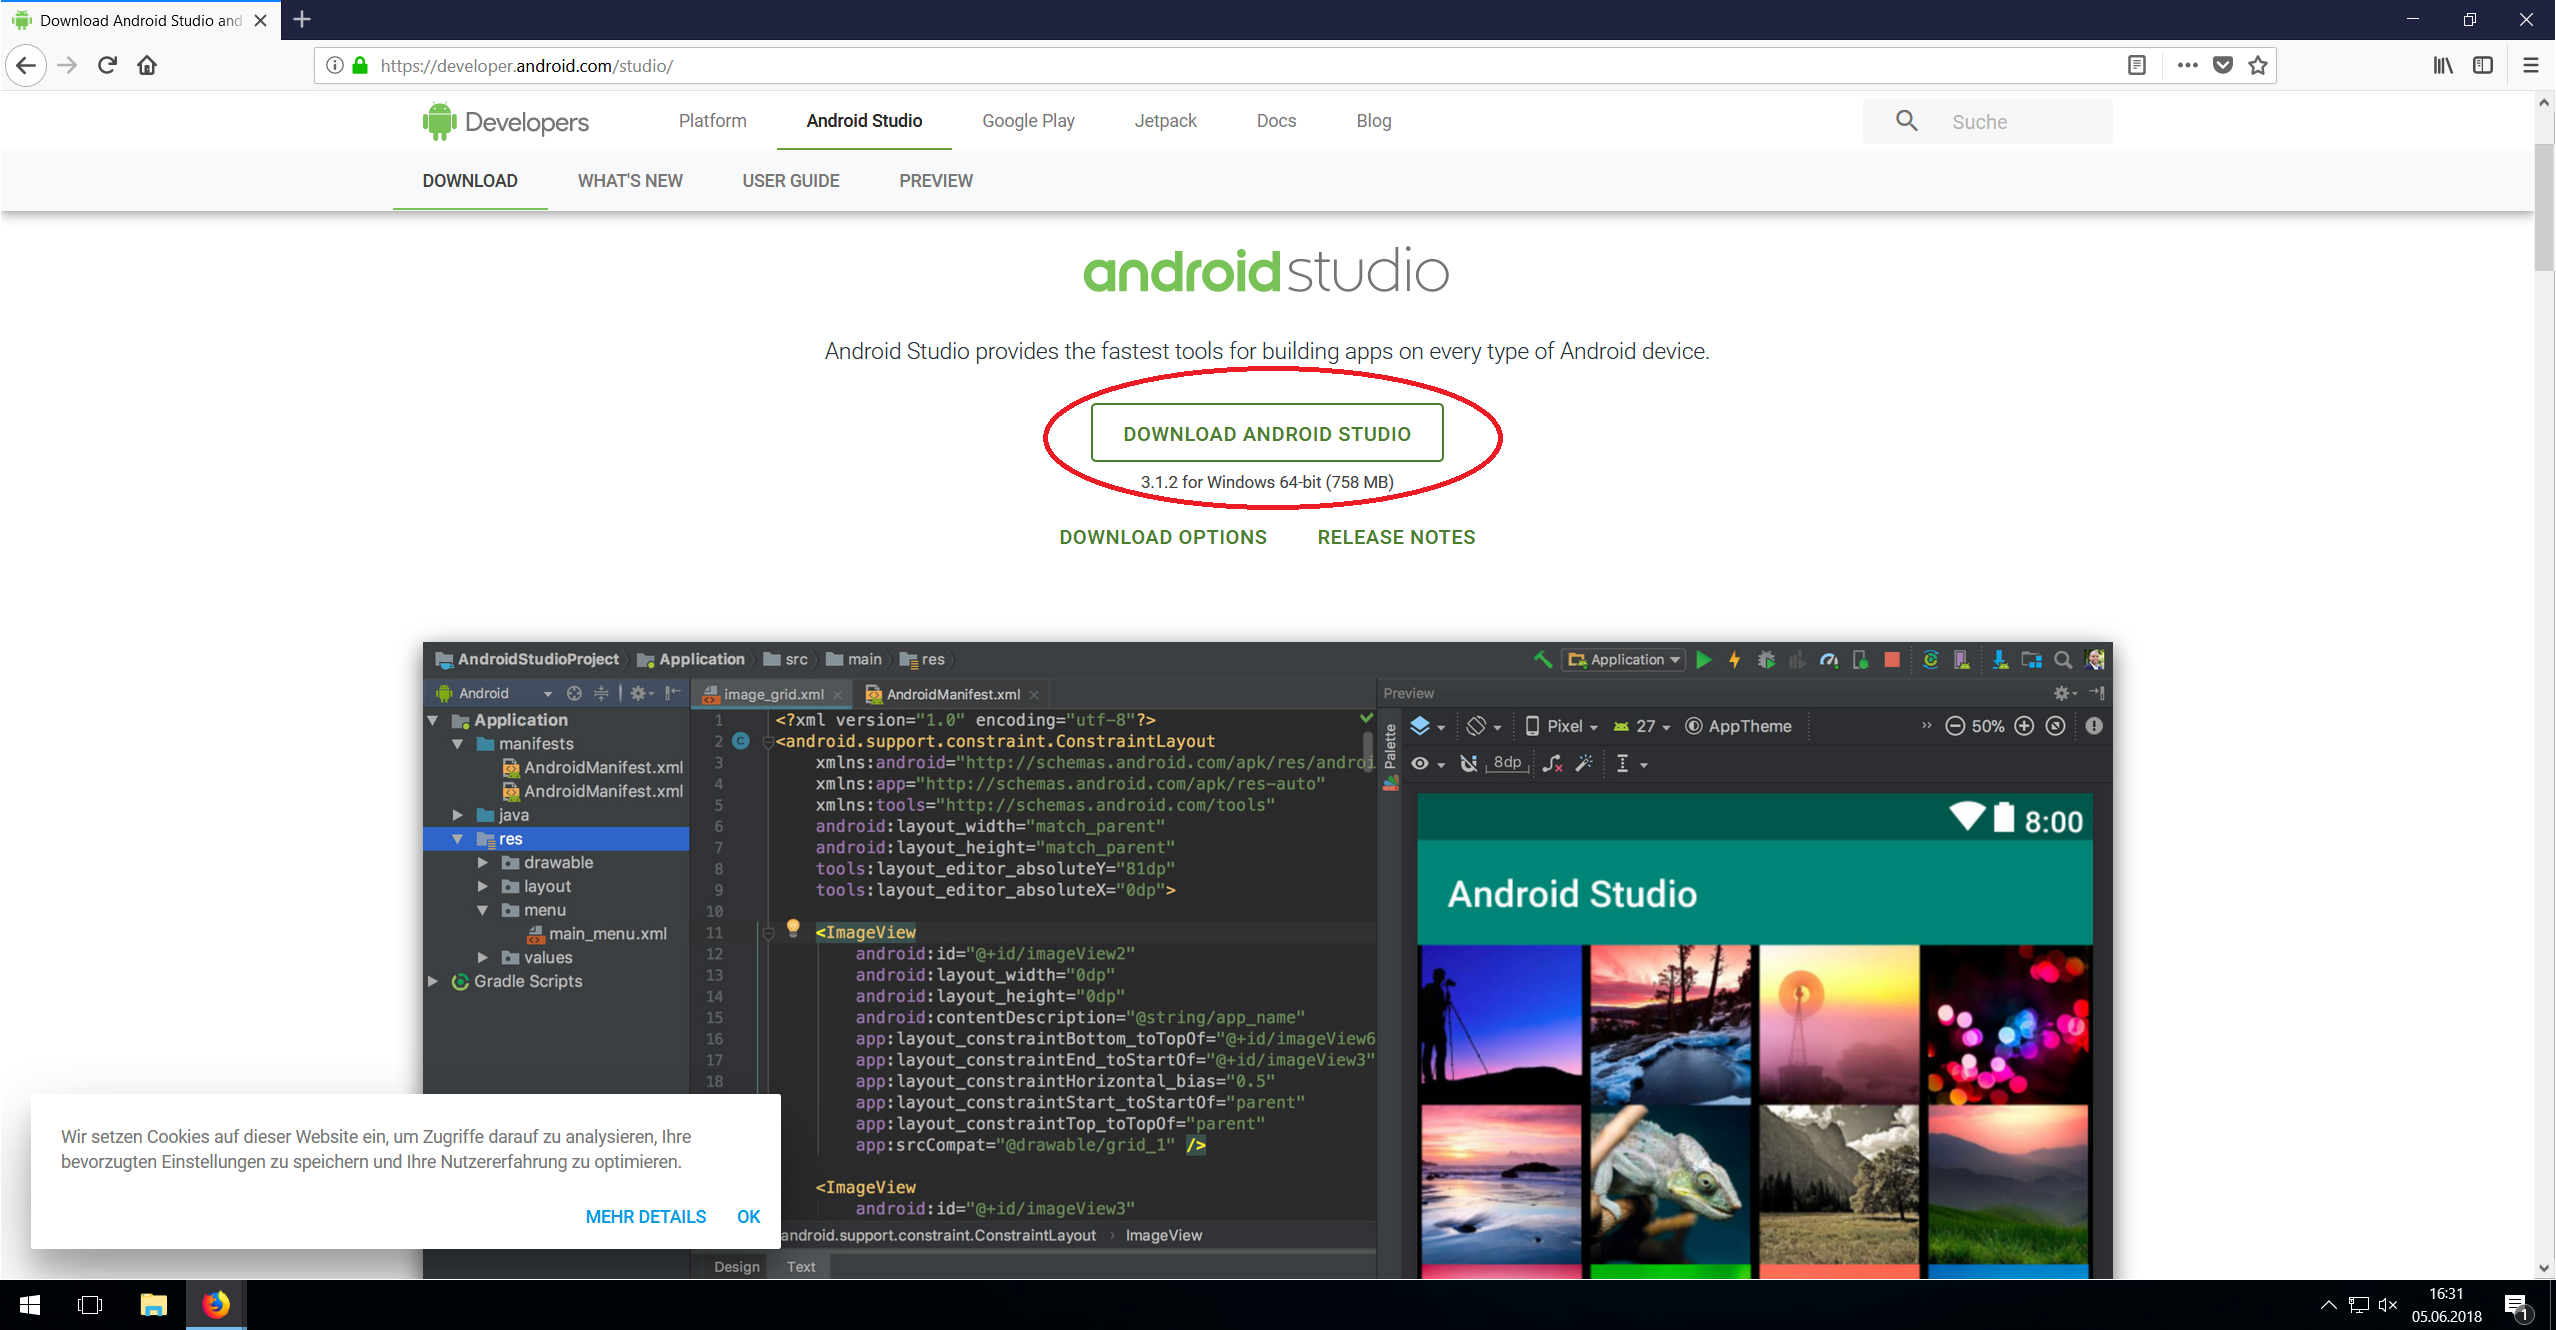 Download Android Studio and
https://developer.android.com/studio/
Developers
Platform
Android Studio
Google Play
Jetpack
Docs
Blog
Suche
DOWNLOAD
WHAT'S NEW
USER GUIDE
PREVIEW
androidstudio
Android Studio provides the fastest tools for building apps on every type of Android device.
DOWNLOAD ANDROID STUDIO
3.1.2 for Windows 64-bit (758 MB)
DOWNLOAD OPTIONS
RELEASE NOTES
AndroidStudioProject
Application
src
main
res
Application
Android
image_grid.xml
AndroidManifest.xml
Preview
Application
manifests
AndroidManifest.xml
AndroidManifest.xml
java
res
drawable
layout
menu
main_menu.xml
values
Gradle Scripts
1 <?xml version="1.0" encoding="utf-8"?>
2 <android.support.constraint.ConstraintLayout
3 xmlns:android="http://schemas.android.com/apk/res/androi
4 xmlns:app="http://schemas.android.com/apk/res-auto"
5 xmlns:tools="http://schemas.android.com/tools"
6 android:layout_width="match_parent"
7 android:layout_height="match_parent"
8 tools:layout_editor_absoluteY="81dp"
9 tools:layout_editor_absoluteX="0dp">
10
11 <ImageView
12 android:id="@+id/imageView2"
13 android:layout_width="0dp"
14 android:layout_height="0dp"
15 android:contentDescription="@string/app_name"
16 app:layout_constraintBottom_toTopOf="@+id/imageView6
17 app:layout_constraintEnd_toStartOf="@+id/imageView3"
18 app:layout_constraintHorizontal_bias="0.5"
app:layout_constraintStart_toStartOf="parent"
app:layout_constraintTop_toTopOf="parent"
app:srcCompat="@drawable/grid_1" />
<ImageView
android:id="@+id/imageView3"
android.support.constraint.ConstraintLayout › ImageView
Design
Text
Palette
Pixel
27
AppTheme
50%
8dp
8:00
Android Studio
Wir setzen Cookies auf dieser Website ein, um Zugriffe darauf zu analysieren, Ihre
bevorzugten Einstellungen zu speichern und Ihre Nutzererfahrung zu optimieren.
MEHR DETAILS
OK
16:31
05.06.2018
1